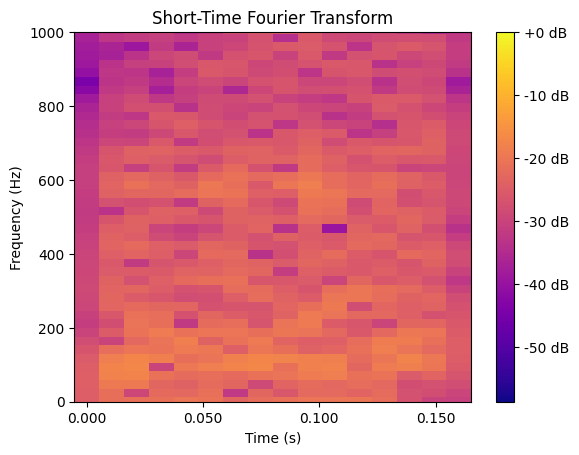 Short-Time Fourier Transform
Frequency (Hz)
1000
800
600
400
200
0
0.000
0.050
0.100
0.150
Time (s)
+0 dB
-10 dB
-20 dB
-30 dB
-40 dB
-50 dB